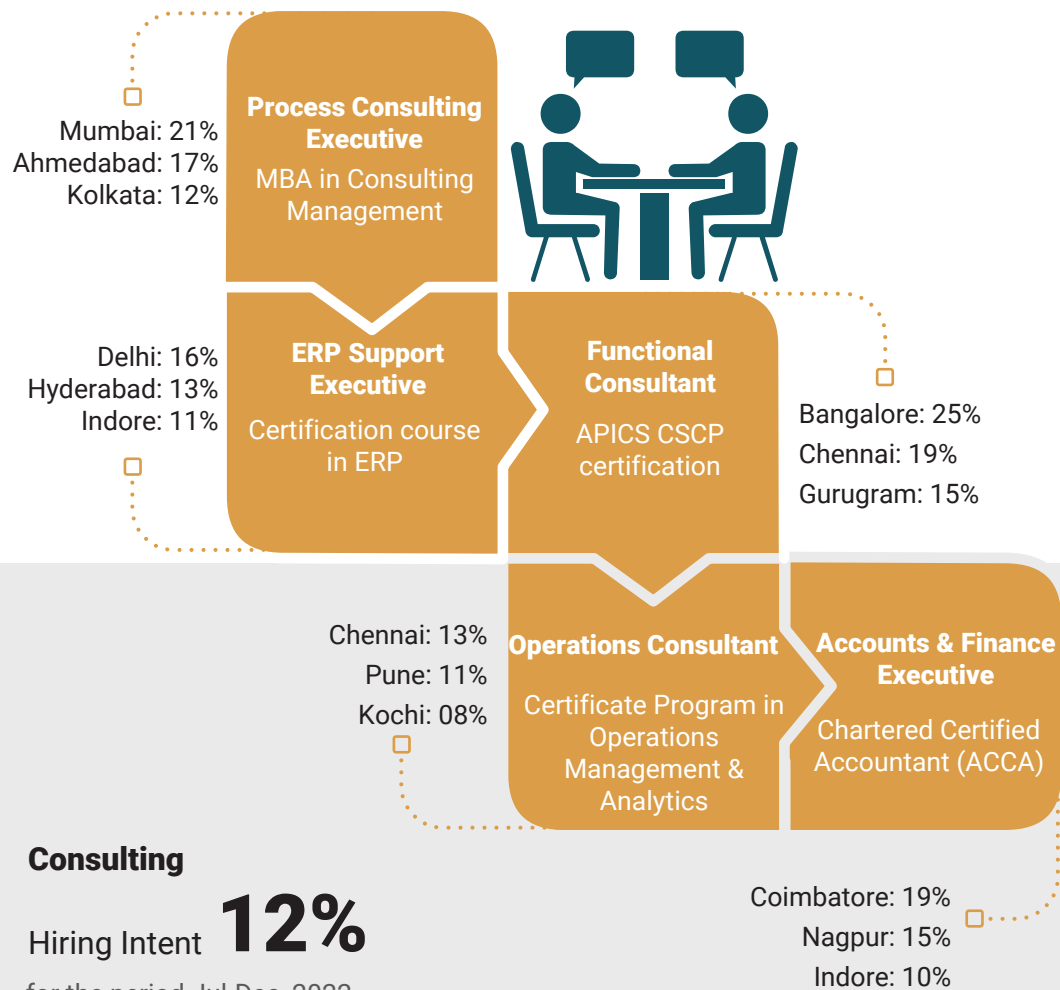 Process Consulting
Executive
MBA in Consulting
Management
Mumbai: 21%
Ahmedabad: 17%
Kolkata: 12%
ERP Support
Executive
Certification course
in ERP
Delhi: 16%
Hyderabad: 13%
Indore: 11%
Functional
Consultant
APICS CSCP
certification
Bangalore: 25%
Chennai: 19%
Gurugram: 15%
Operations Consultant
Certificate Program in
Operations
Management &
Analytics
Chennai: 13%
Pune: 11%
Kochi: 08%
Accounts & Finance
Executive
Chartered Certified
Accountant (ACCA)
Coimbatore: 19%
Nagpur: 15%
Indore: 10%
Consulting
Hiring Intent 12%
for the period